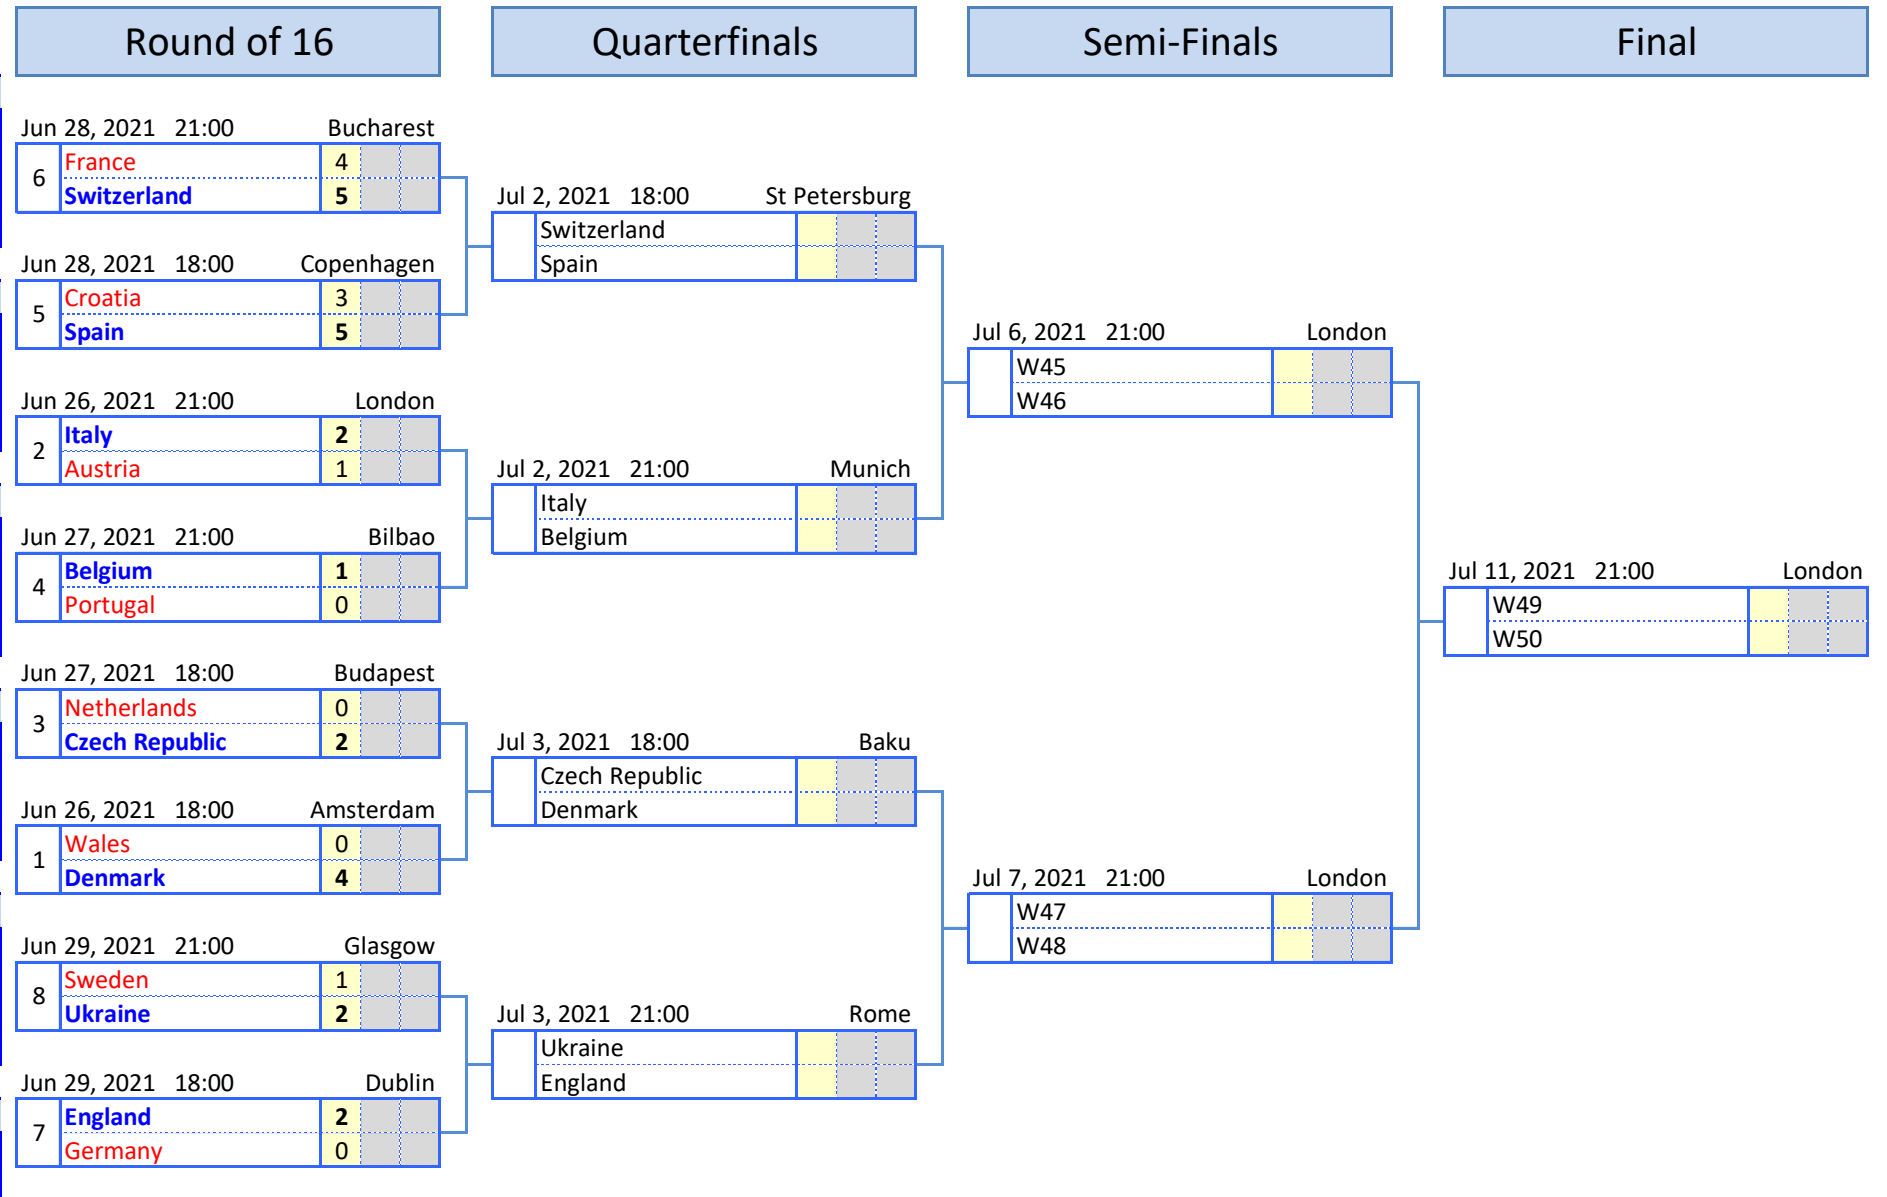 Round of 16
Quarterfinals
Semi-Finals
Final
Jun 28, 2021 21:00 Bucharest
6
France 4
Switzerland 5
Jun 28, 2021 18:00 Copenhagen
5
Croatia 3
Spain 5
Jun 26, 2021 21:00 London
2
Italy 2
Austria 1
Jun 27, 2021 21:00 Bilbao
4
Belgium 1
Portugal 0
Jun 27, 2021 18:00 Budapest
3
Netherlands 0
Czech Republic 2
Jun 26, 2021 18:00 Amsterdam
1
Wales 0
Denmark 4
Jun 29, 2021 21:00 Glasgow
8
Sweden 1
Ukraine 2
Jun 29, 2021 18:00 Dublin
7
England 2
Germany 0
Jul 2, 2021 18:00 St Petersburg
Switzerland
Spain
Jul 2, 2021 21:00 Munich
Italy
Belgium
Jul 3, 2021 18:00 Baku
Czech Republic
Denmark
Jul 3, 2021 21:00 Rome
Ukraine
England
Jul 6, 2021 21:00 London
W45
W46
Jul 7, 2021 21:00 London
W47
W48
Jul 11, 2021 21:00 London
W49
W50